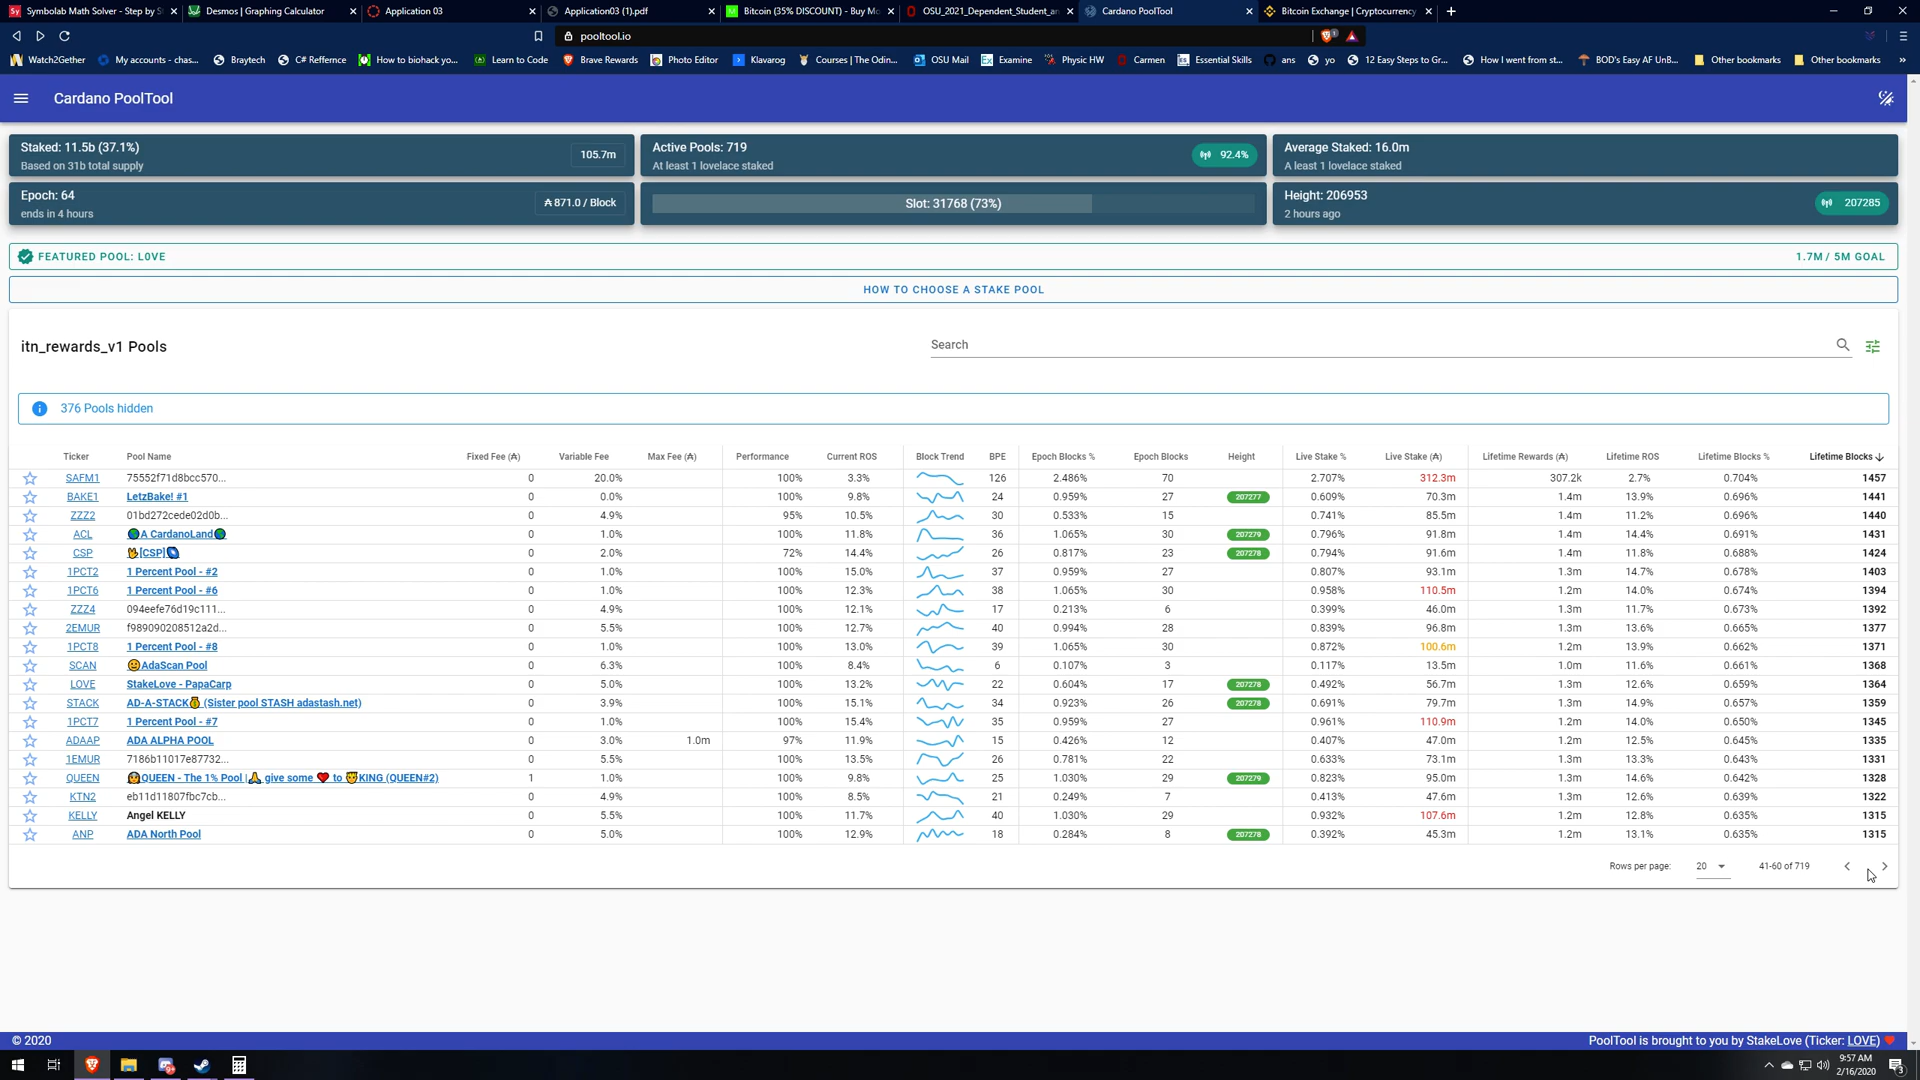 Symbolab Math Solver - Step by S
Desmos | Graphing Calculator
Application 03
Application03 (1).pdf
Bitcoin (35% DISCOUNT) - Buy Mo
OSU_2021_Dependent_Student_an
Cardano PoolTool
Bitcoin Exchange | Cryptocurrency
pooltool.io
Watch2Gether My accounts - chas... Braytech C# Reffernce How to biohack yo... Learn to Code Brave Rewards Photo Editor Klavarog Courses | The Odin... OSU Mail Examine Physic HW Carmen Essential Skills ans yo 12 Easy Steps to Gr... How I went from st... BOD's Easy AF UnB... Other bookmarks Other bookmarks
Cardano PoolTool
Staked: 11.5b (37.1%)
Based on 31b total supply
105.7m
Active Pools: 719
At least 1 lovelace staked
92.4%
Average Staked: 16.0m
A least 1 lovelace staked
Epoch: 64
ends in 4 hours
₳ 871.0 / Block
Slot: 31768 (73%)
Height: 206953
2 hours ago
207285
FEATURED POOL: L0VE 1.7M / 5M GOAL
HOW TO CHOOSE A STAKE POOL
itn_rewards_v1 Pools
Search
376 Pools hidden
Ticker Pool Name Fixed Fee (₳) Variable Fee Max Fee (₳) Performance Current ROS Block Trend BPE Epoch Blocks % Epoch Blocks Height Live Stake % Live Stake (₳) Lifetime Rewards (₳) Lifetime ROS Lifetime Blocks % Lifetime Blocks
SAFM1 75552f71d8bcc570... 0 20.0% 100% 3.3% 126 2.486% 70 2.707% 312.3m 307.2k 2.7% 0.704% 1457
BAKE1 LetzBake! #1 0 0.0% 100% 9.8% 24 0.959% 27 207277 0.609% 70.3m 1.4m 13.9% 0.696% 1441
ZZZ2 01bd272cede02d0b... 0 4.9% 95% 10.5% 30 0.533% 15 0.741% 85.5m 1.4m 11.2% 0.696% 1440
ACL 🌍A CardanoLand🌍 0 1.0% 100% 11.8% 36 1.065% 30 207279 0.796% 91.8m 1.4m 14.4% 0.691% 1431
CSP [CSP] 0 2.0% 72% 14.4% 26 0.817% 23 207278 0.794% 91.6m 1.4m 11.8% 0.688% 1424
1PCT2 1 Percent Pool - #2 0 1.0% 100% 15.0% 37 0.959% 27 0.807% 93.1m 1.3m 14.7% 0.678% 1403
1PCT6 1 Percent Pool - #6 0 1.0% 100% 12.3% 38 1.065% 30 0.958% 110.5m 1.2m 14.0% 0.674% 1394
ZZZ4 094eefe76d19c111... 0 4.9% 100% 12.1% 17 0.213% 6 0.399% 46.0m 1.3m 11.7% 0.673% 1392
2EMUR f989090208512a2d... 0 5.5% 100% 12.7% 40 0.994% 28 0.839% 96.8m 1.3m 13.6% 0.665% 1377
1PCT8 1 Percent Pool - #8 0 1.0% 100% 13.0% 39 1.065% 30 0.872% 100.6m 1.2m 13.9% 0.662% 1371
SCAN AdaScan Pool 0 6.3% 100% 8.4% 6 0.107% 3 0.117% 13.5m 1.0m 11.6% 0.661% 1368
LOVE StakeLove - PapaCarp 0 5.0% 100% 13.2% 22 0.604% 17 207278 0.492% 56.7m 1.3m 12.6% 0.659% 1364
STACK AD-A-STACK💰 (Sister pool STASH adastash.net) 0 3.9% 100% 15.1% 34 0.923% 26 207278 0.691% 79.7m 1.3m 14.9% 0.657% 1359
1PCT7 1 Percent Pool - #7 0 1.0% 100% 15.4% 35 0.959% 27 0.961% 110.9m 1.2m 14.0% 0.650% 1345
ADAAP ADA ALPHA POOL 0 3.0% 1.0m 97% 11.9% 15 0.426% 12 0.407% 47.0m 1.3m 12.5% 0.645% 1335
1EMUR 7186b11017e87732... 0 5.5% 100% 13.5% 26 0.781% 22 0.633% 73.1m 1.3m 13.3% 0.643% 1331
QUEEN 👸QUEEN - The 1% Pool |🙏 give some ❤ to 🤴KING (QUEEN#2) 1 1.0% 100% 9.8% 25 1.030% 29 207279 0.823% 95.0m 1.3m 14.6% 0.642% 1328
KTN2 eb11d11807fbc7cb... 0 4.9% 100% 8.5% 21 0.249% 7 0.413% 47.6m 1.3m 12.6% 0.639% 1322
KELLY Angel KELLY 0 5.5% 100% 11.7% 40 1.030% 29 0.932% 107.6m 1.2m 12.8% 0.635% 1315
ANP ADA North Pool 0 5.0% 100% 12.9% 18 0.284% 8 207278 0.392% 45.3m 1.2m 13.1% 0.635% 1315
Rows per page: 20 41-60 of 719
© 2020 PoolTool is brought to you by StakeLove (Ticker: LOVE) ❤
9:57 AM
2/16/2020